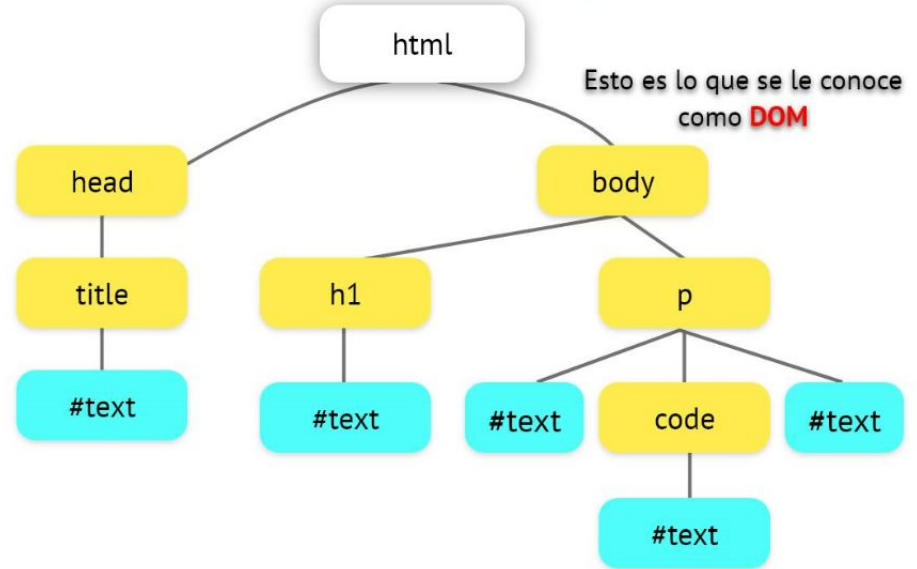 html
Esto es lo que se le conoce
como DOM
head
body
title
h1
p
#text
#text
#text
code
#text
#text